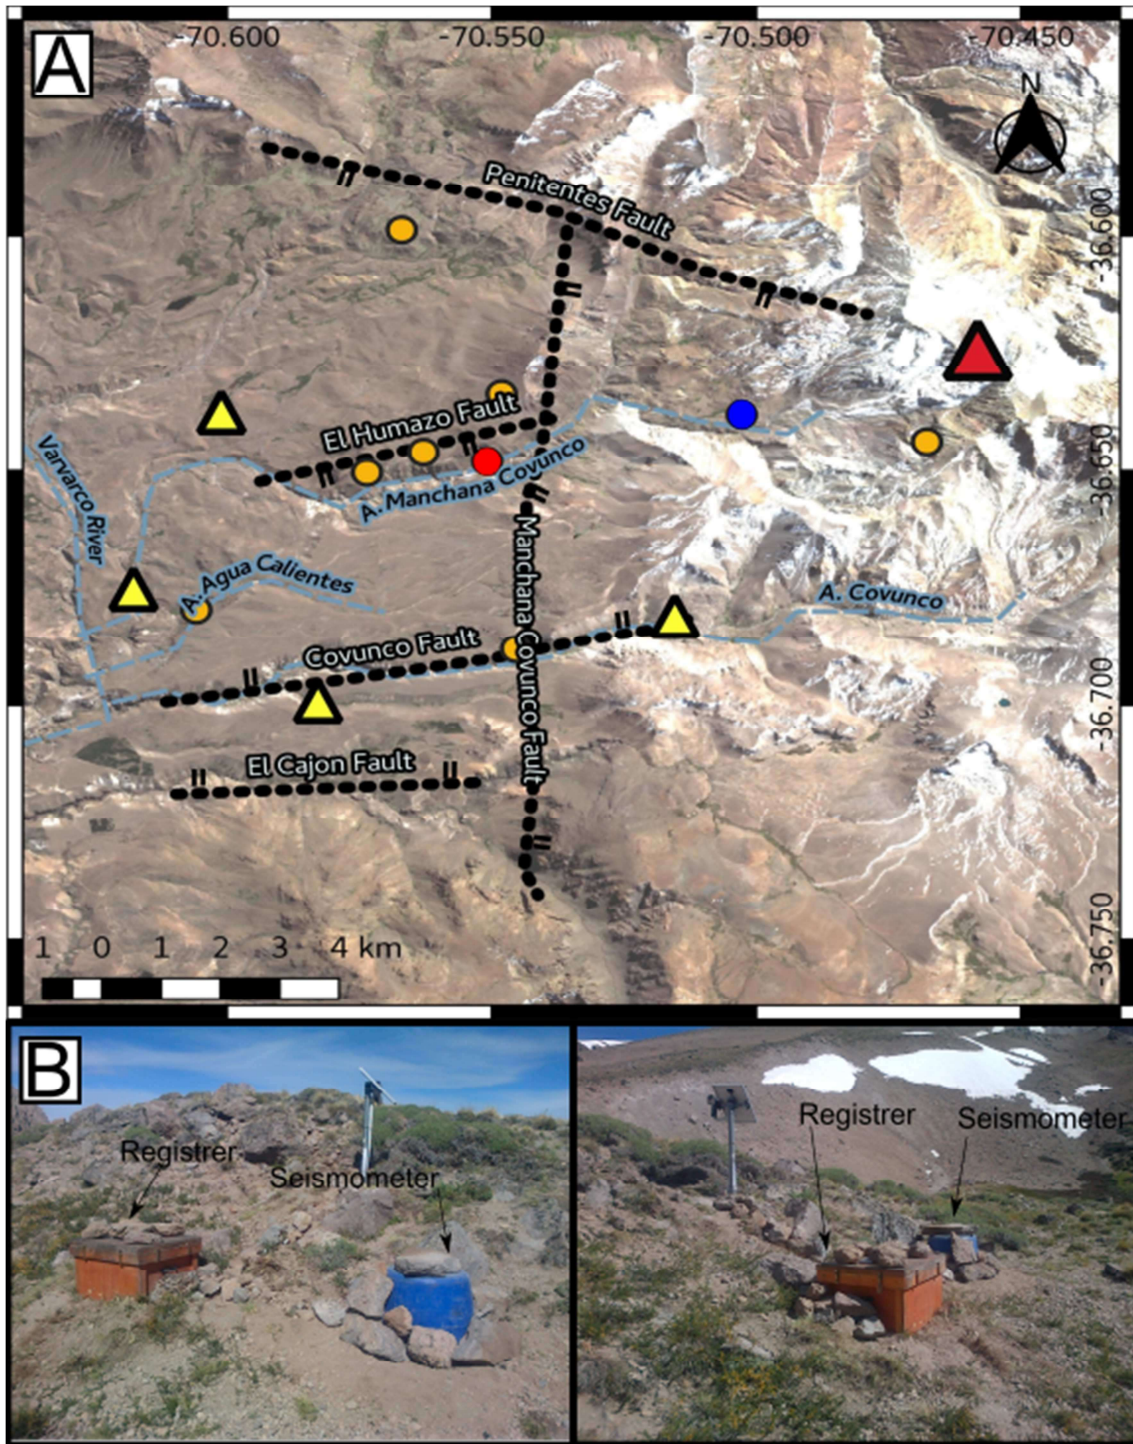 A
-70.600
-70.550
-70.500
-70.450
N
Penitentes Fault
-36.600
El Humazo Fault
A. Manchana Covunco
-36.650
Varvarco River
Manchana Covunco Fault
A. Agua Calientes
A. Covunco
Covunco Fault
-36.700
El Cajon Fault
-36.750
1 0 1 2 3 4 km
B
Registrer
Seismometer
Registrer
Seismometer